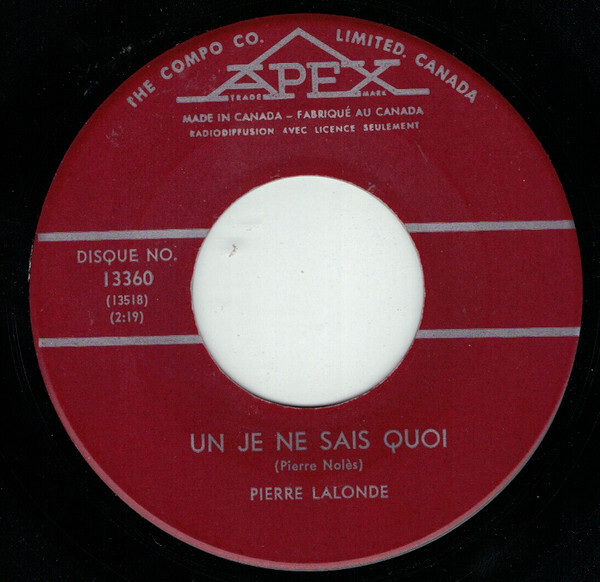 THE COMPO CO. LIMITED. CANADA
APEX
TRADE MARK
MADE IN CANADA – FABRIQUÉ AU CANADA
RADIODIFFUSION AVEC LICENCE SEULEMENT
DISQUE NO.
13360
(13518)
(2:19)
UN JE NE SAIS QUOI
(Pierre Nolès)
PIERRE LALONDE